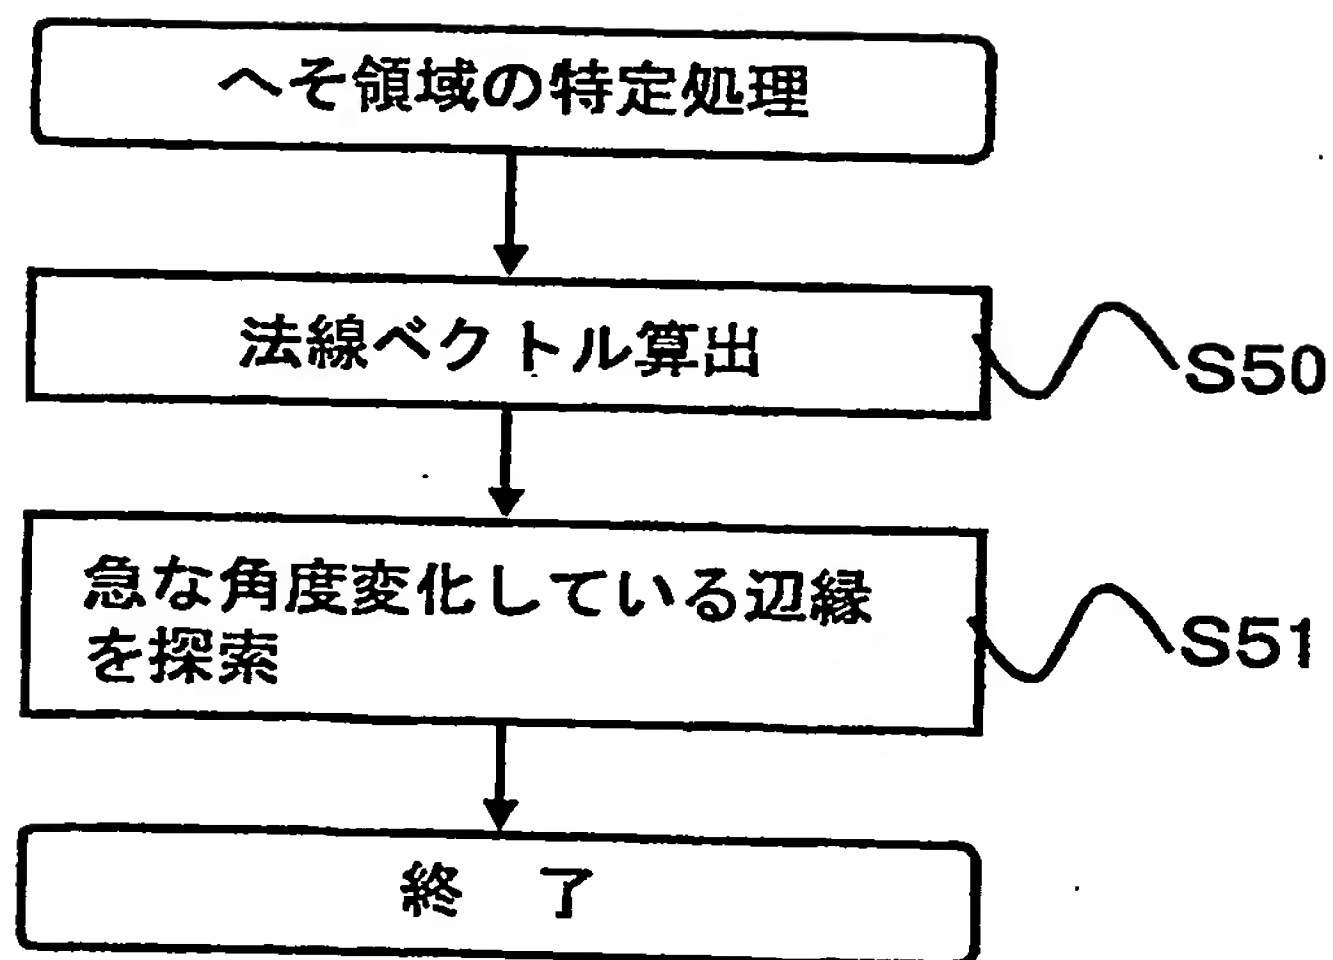 へそ領域の特定処理
法線ベクトル算出
S50
急な角度変化している辺縁
を探索
S51
終　了